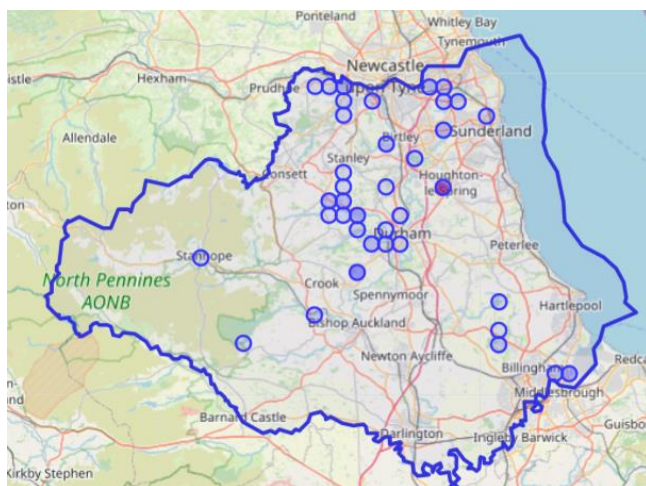 Ponteland
Whitley Bay
Tynemouth
Newcastle
upon Tyne
Hexham
Prudhoe
Allendale
Sunderland
Birtley
Stanley
Consett
Houghton-
le-Spring
Durham
Stanhope
Peterlee
North Pennines
AONB
Crook
Spennymoor
Hartlepool
Bishop Auckland
Newton Aycliffe
Billingham
Redca
Middlesbrough
Barnard Castle
Guisbo
Darlington
Ingleby Barwick
Kirkby Stephen